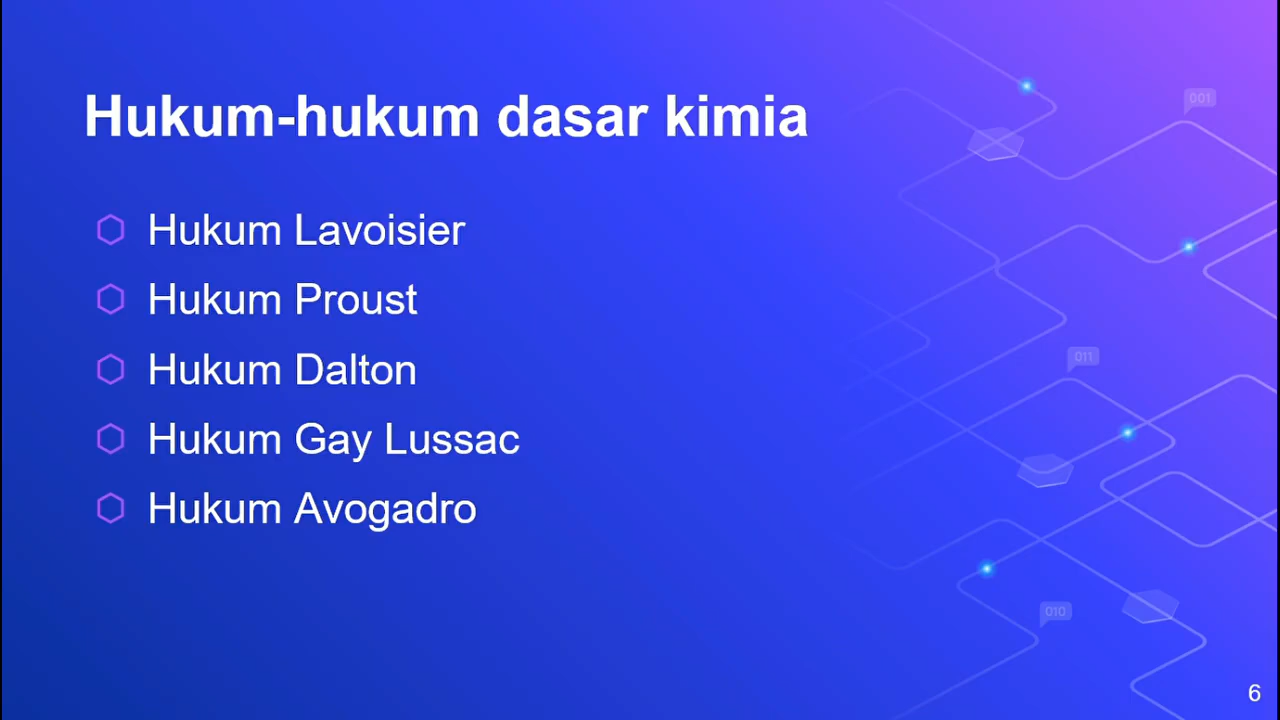 Hukum-hukum dasar kimia
Hukum Lavoisier
Hukum Proust
Hukum Dalton
Hukum Gay Lussac
Hukum Avogadro
001
011
010
6